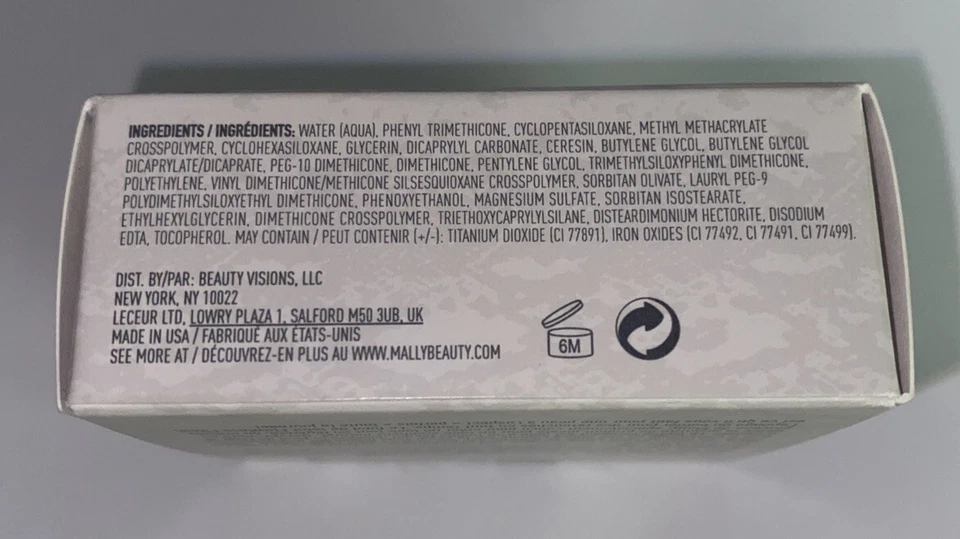 INGREDIENTS / INGRÉDIENTS: WATER (AQUA), PHENYL TRIMETHICONE, CYCLOPENTASILOXANE, METHYL METHACRYLATE
CROSSPOLYMER, CYCLOHEXASILOXANE, GLYCERIN, DICAPRYLYL CARBONATE, CERESIN, BUTYLENE GLYCOL, BUTYLENE GLYCOL
DICAPRYLATE/DICAPRATE, PEG-10 DIMETHICONE, DIMETHICONE, PENTYLENE GLYCOL, TRIMETHYLSILOXYPHENYL DIMETHICONE,
POLYETHYLENE, VINYL DIMETHICONE/METHICONE SILSESQUIOXANE CROSSPOLYMER, SORBITAN OLIVATE, LAURYL PEG-9
POLYDIMETHYLSILOXYETHYL DIMETHICONE, PHENOXYETHANOL, MAGNESIUM SULFATE, SORBITAN ISOSTEARATE,
ETHYLHEXYLGLYCERIN, DIMETHICONE CROSSPOLYMER, TRIETHOXYCAPRYLYLSILANE, DISTEARDIMONIUM HECTORITE, DISODIUM
EDTA, TOCOPHEROL. MAY CONTAIN / PEUT CONTENIR (+/-): TITANIUM DIOXIDE (CI 77891), IRON OXIDES (CI 77492, CI 77491, CI 77499).
DIST. BY/PAR: BEAUTY VISIONS, LLC
NEW YORK, NY 10022
LECEUR LTD, LOWRY PLAZA 1, SALFORD M50 3UB, UK
MADE IN USA / FABRIQUÉ AUX ÉTATS-UNIS
SEE MORE AT / DÉCOUVREZ-EN PLUS AU WWW.MALLYBEAUTY.COM
6M